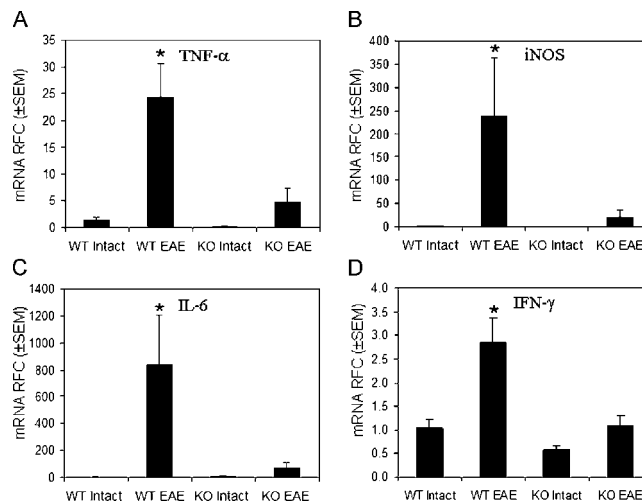 A
TNF-α
*
mRNA RFC (±SEM)
35
30
25
20
15
10
5
0
WT Intact WT EAE KO Intact KO EAE
B
iNOS
*
mRNA RFC (±SEM)
400
350
300
250
200
150
100
50
0
WT Intact WT EAE KO Intact KO EAE
C
IL-6
*
mRNA RFC (±SEM)
1400
1200
1000
800
600
400
200
0
WT Intact WT EAE KO Intact KO EAE
D
IFN-γ
*
mRNA RFC (±SEM)
4.0
3.5
3.0
2.5
2.0
1.5
1.0
0.5
0.0
WT Intact WT EAE KO Intact KO EAE